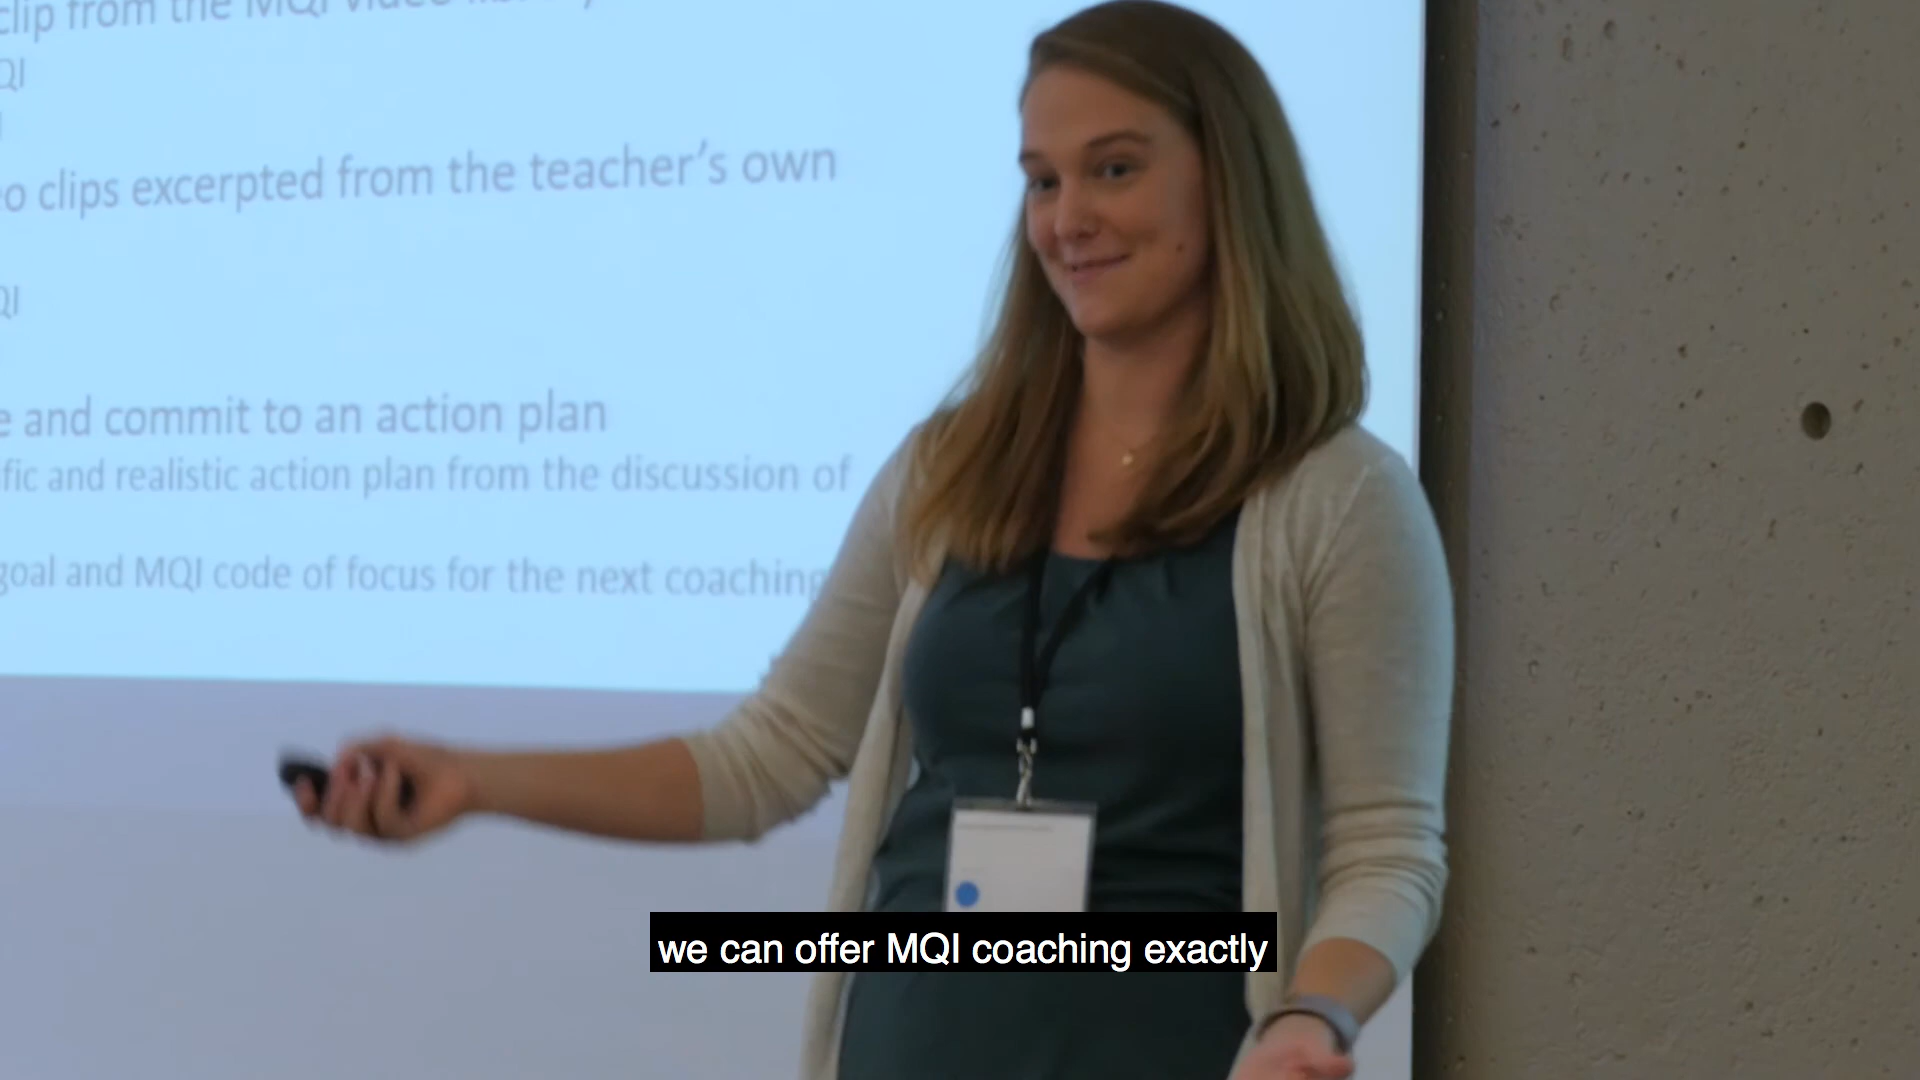 clip from the MQI video library
QI
eo clips excerpted from the teacher's own
QI
e and commit to an action plan
fic and realistic action plan from the discussion of
goal and MQI code of focus for the next coaching
we can offer MQI coaching exactly